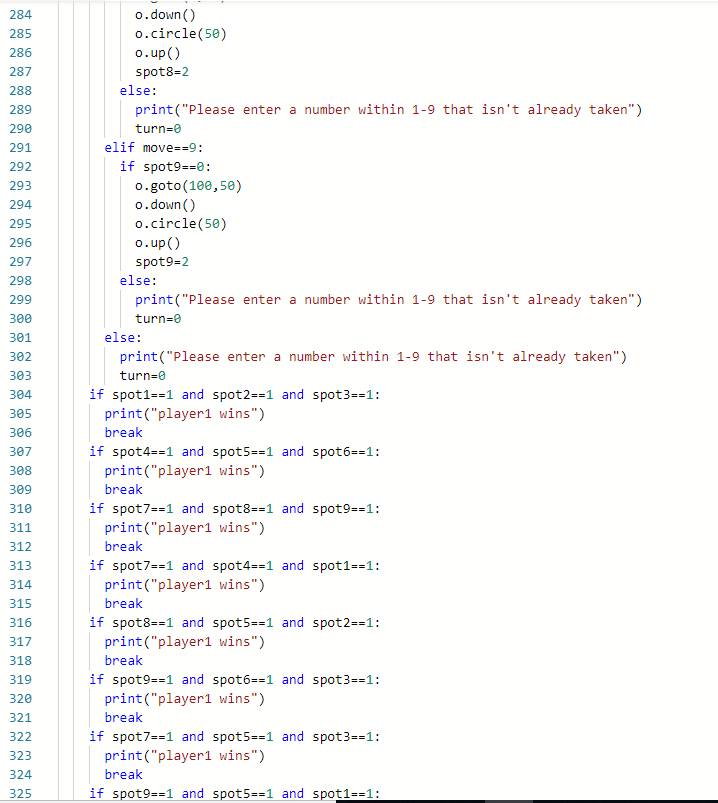 284 o.down()
285 o.circle(50)
286 o.up()
287 spot8=2
288 else:
289 print("Please enter a number within 1-9 that isn't already taken")
290 turn=0
291 elif move==9:
292 if spot9==0:
293 o.goto(100,50)
294 o.down()
295 o.circle(50)
296 o.up()
297 spot9=2
298 else:
299 print("Please enter a number within 1-9 that isn't already taken")
300 turn=0
301 else:
302 print("Please enter a number within 1-9 that isn't already taken")
303 turn=0
304 if spot1==1 and spot2==1 and spot3==1:
305 print("player1 wins")
306 break
307 if spot4==1 and spot5==1 and spot6==1:
308 print("player1 wins")
309 break
310 if spot7==1 and spot8==1 and spot9==1:
311 print("player1 wins")
312 break
313 if spot7==1 and spot4==1 and spot1==1:
314 print("player1 wins")
315 break
316 if spot8==1 and spot5==1 and spot2==1:
317 print("player1 wins")
318 break
319 if spot9==1 and spot6==1 and spot3==1:
320 print("player1 wins")
321 break
322 if spot7==1 and spot5==1 and spot3==1:
323 print("player1 wins")
324 break
325 if spot9==1 and spot5==1 and spot1==1: